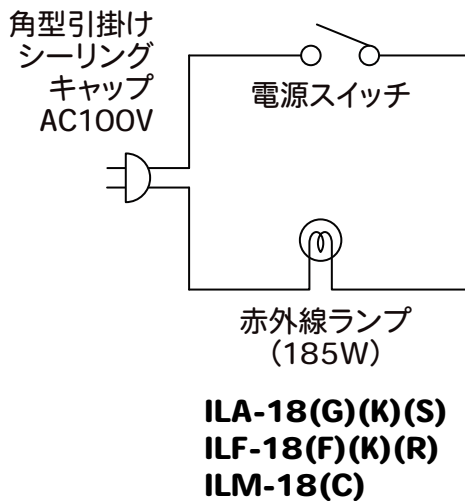 角型引掛け
シーリング
キャップ
AC100V
電源スイッチ
赤外線ランプ
（185W）
ILA-18(G)(K)(S)
ILF-18(F)(K)(R)
ILM-18(C)